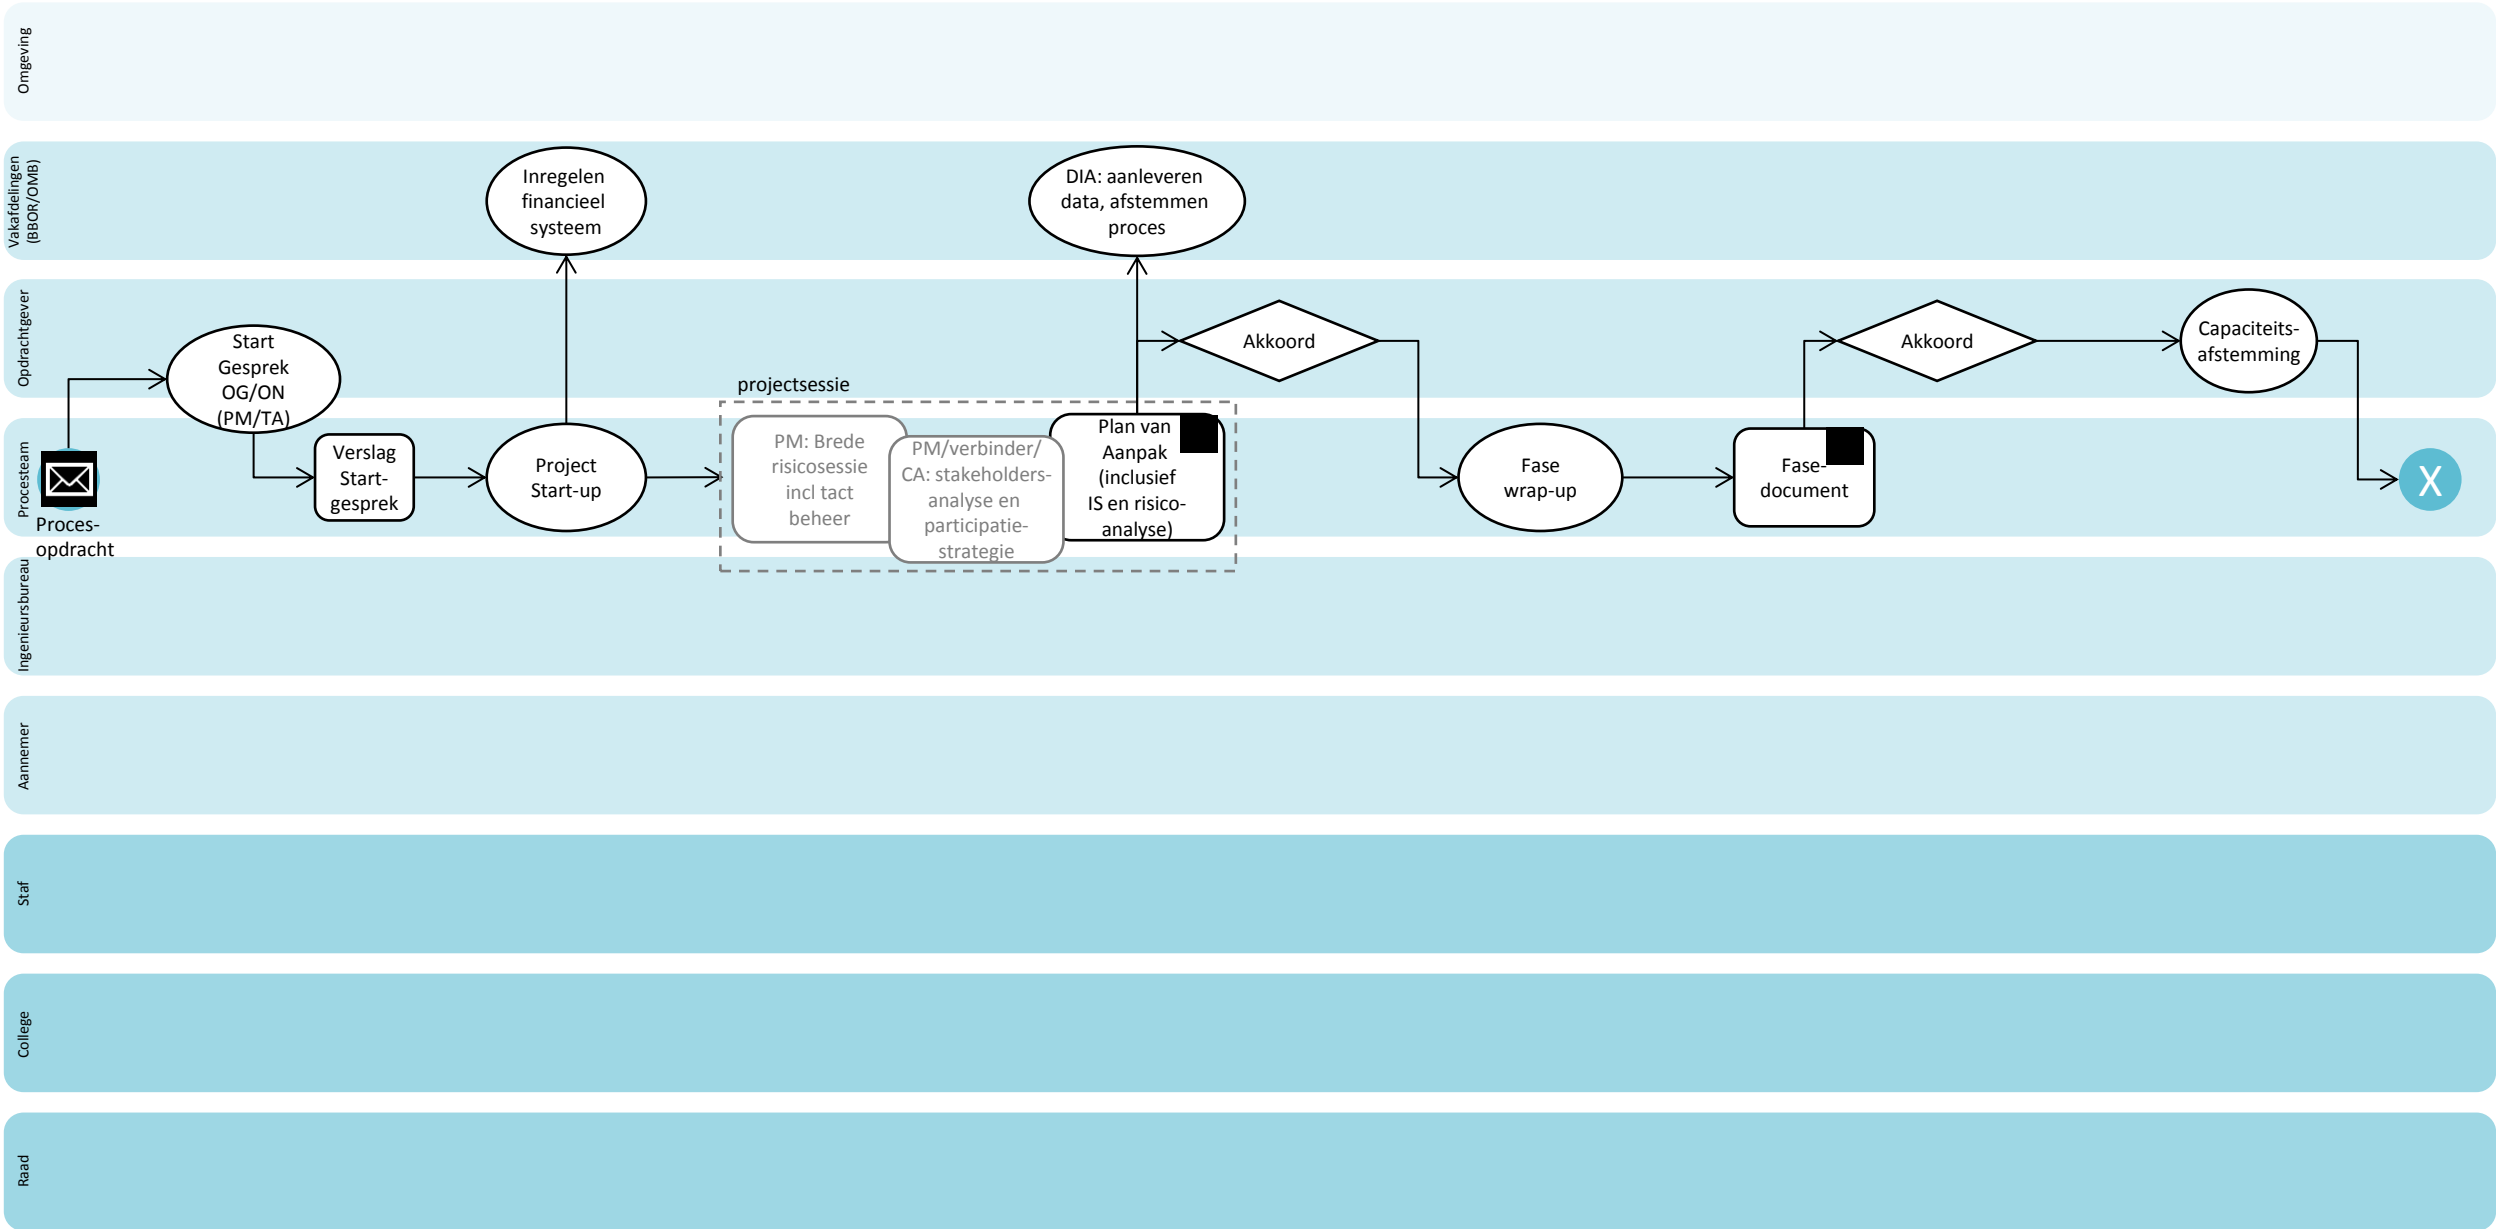 Omgeving
Vakafdelingen
(BBOR/OMB)
Inregelen
financieel
systeem
DIA: aanleveren
data, afstemmen
proces
Opdrachtgever
Start
Gesprek
OG/ON
(PM/TA)
Akkoord
Akkoord
Capaciteits-
afstemming
projectsessie
Procesteam
Proces-
opdracht
Verslag
Start-
gesprek
Project
Start-up
PM: Brede
risicosessie
incl tact
beheer
PM/verbinder/
CA: stakeholders-
analyse en
participatie-
strategie
Plan van
Aanpak
(inclusief
IS en risico-
analyse)
Fase
wrap-up
Fase-
document
X
Ingenieursbureau
Aannemer
Staf
College
Raad